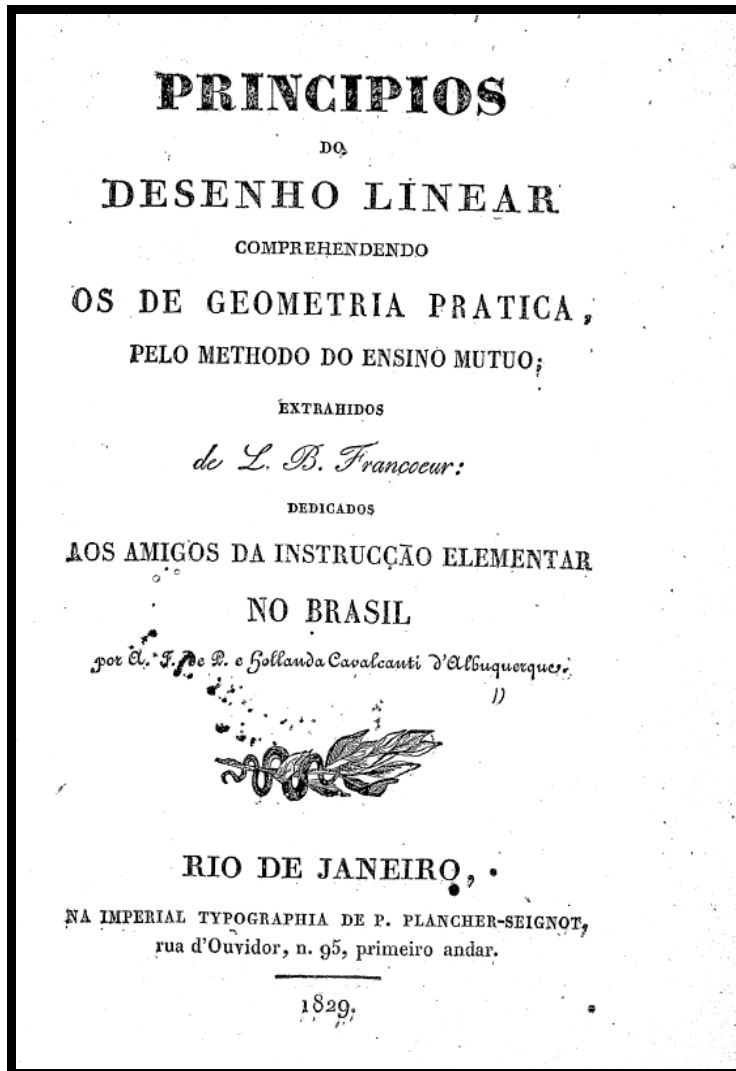 PRINCIPIOS
DO
DESENHO LINEAR
COMPREHENDENDO
OS DE GEOMETRIA PRATICA,
PELO METHODO DO ENSINO MUTUO;
EXTRAHIDOS
de L. B. Francoeur:
DEDICADOS
AOS AMIGOS DA INSTRUCÇÃO ELEMENTAR
NO BRASIL
por A. F. de P. e Hollanda Cavalcanti d'Albuquerque.
RIO DE JANEIRO,
NA IMPERIAL TYPOGRAPHIA DE P. PLANCHER-SEIGNOT,
rua d'Ouvidor, n. 95, primeiro andar.
1829.